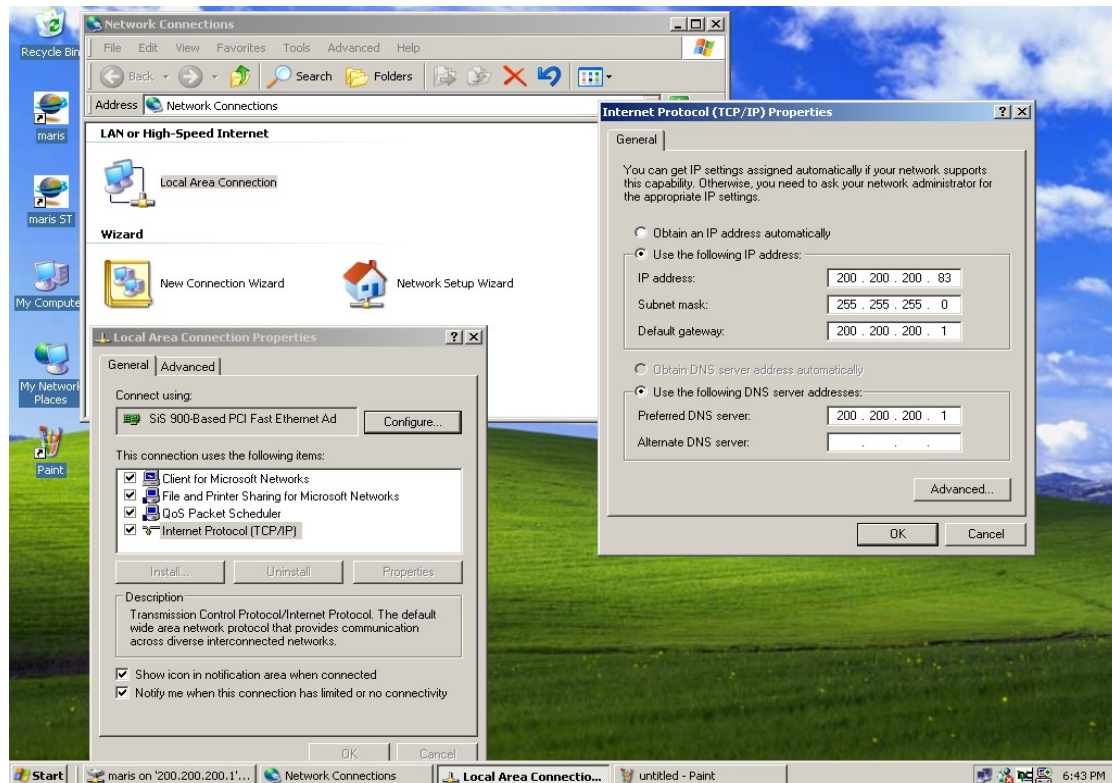 Recycle Bin
maris
maris ST
My Compute
My Network
Places
Paint
Network Connections
File Edit View Favorites Tools Advanced Help
Back Search Folders
Address Network Connections
LAN or High-Speed Internet
Local Area Connection
Wizard
New Connection Wizard
Network Setup Wizard
Local Area Connection Properties
General Advanced
Connect using:
SiS 900-Based PCI Fast Ethernet Ad
Configure...
This connection uses the following items:
Client for Microsoft Networks
File and Printer Sharing for Microsoft Networks
QoS Packet Scheduler
Internet Protocol (TCP/IP)
Install... Uninstall Properties
Description
Transmission Control Protocol/Internet Protocol. The default
wide area network protocol that provides communication
across diverse interconnected networks.
Show icon in notification area when connected
Notify me when this connection has limited or no connectivity
OK Cancel
Internet Protocol (TCP/IP) Properties
General
You can get IP settings assigned automatically if your network supports
this capability. Otherwise, you need to ask your network administrator for
the appropriate IP settings.
Obtain an IP address automatically
Use the following IP address:
IP address: 200 . 200 . 200 . 83
Subnet mask: 255 . 255 . 255 . 0
Default gateway: 200 . 200 . 200 . 1
Obtain DNS server address automatically
Use the following DNS server addresses:
Preferred DNS server: 200 . 200 . 200 . 1
Alternate DNS server: . . .
Advanced...
OK Cancel
Start
maris on '200.200.200.1'...
Network Connections
Local Area Connectio...
untitled - Paint
6:43 PM